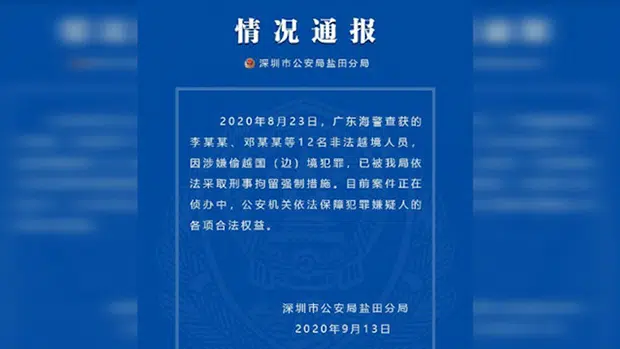 情况通报
深圳市公安局盐田分局
2020年8月23日，广东海警查获的
李某某、邓某某等12名非法越境人员，
因涉嫌偷越国（边）境犯罪，已被我局依
法采取刑事拘留强制措施。目前案件正在
侦办中，公安机关依法保障犯罪嫌疑人的
各项合法权益。
深圳市公安局盐田分局
2020年9月13日